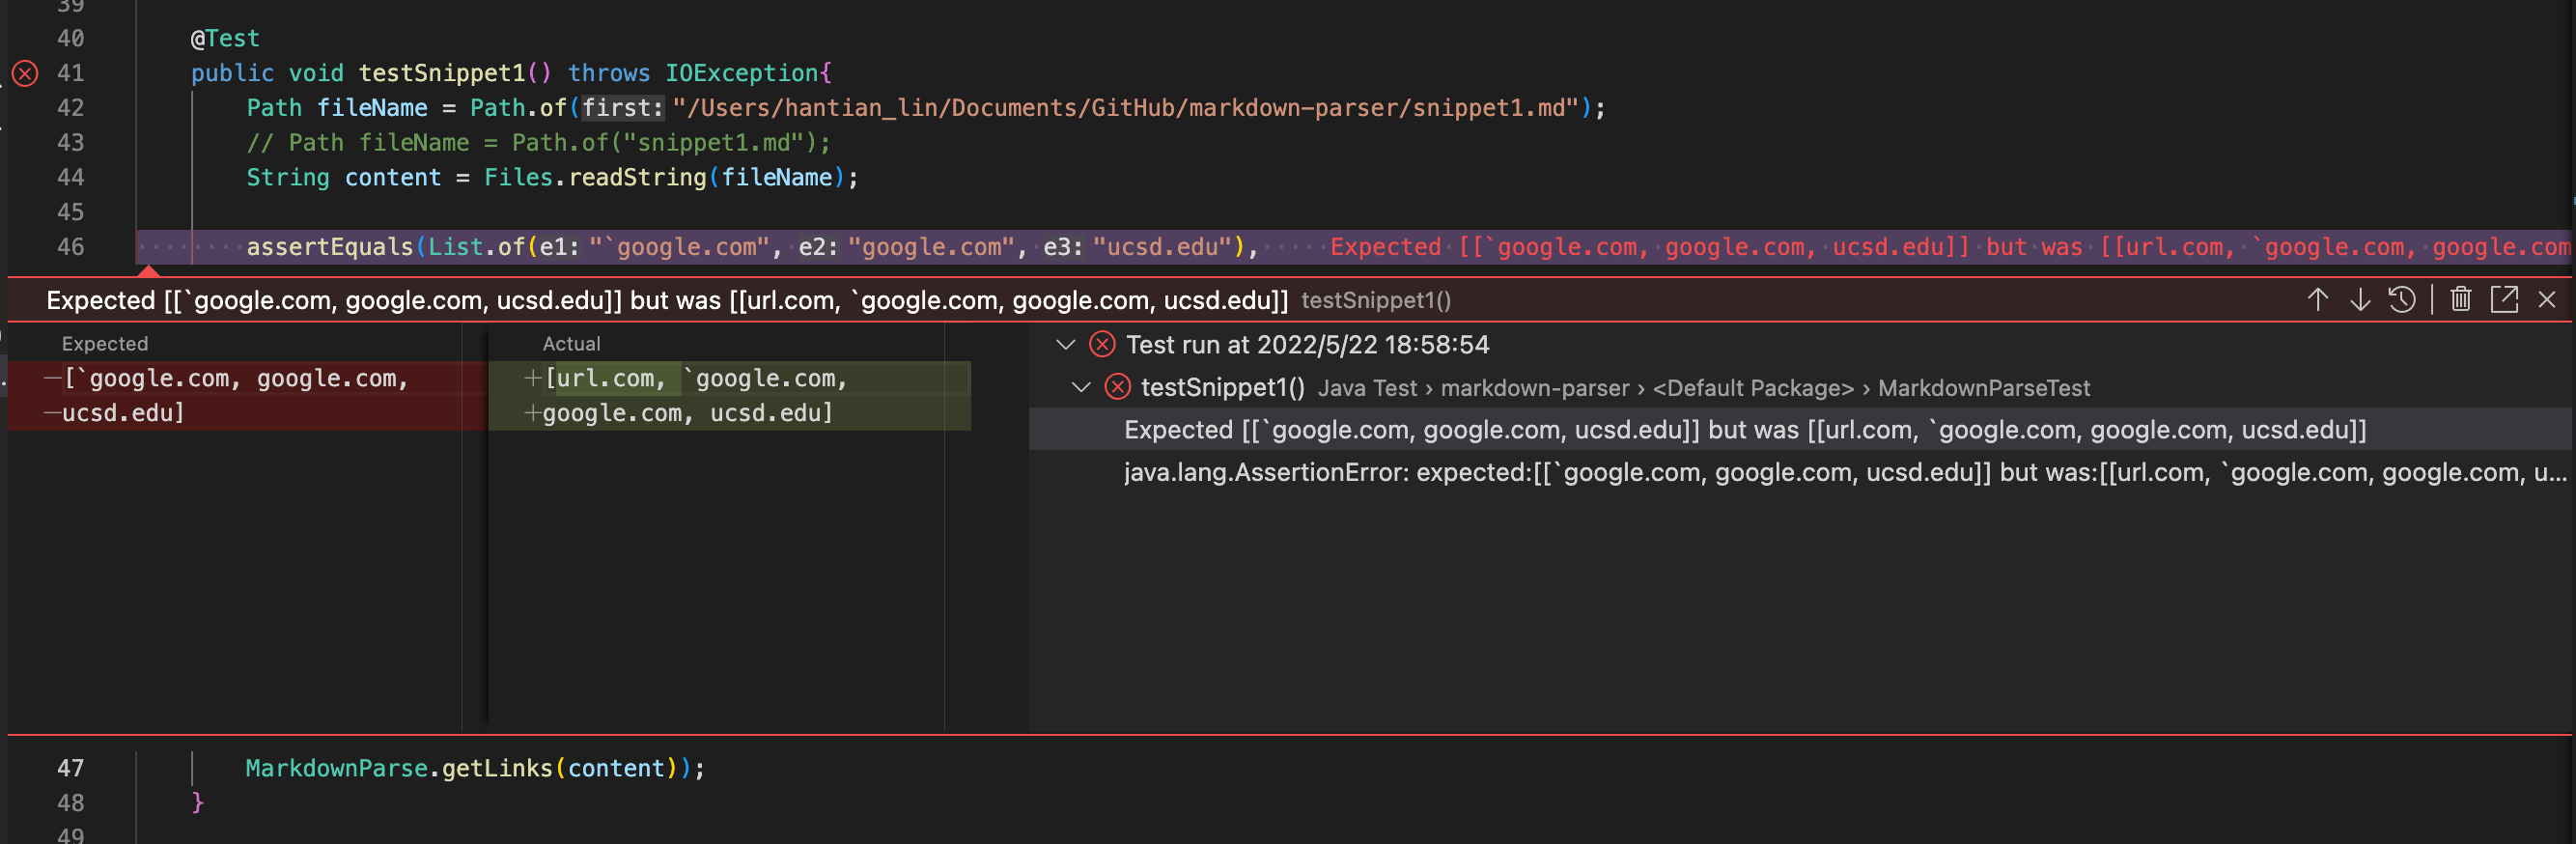 39
40 @Test
41 public void testSnippet1() throws IOException{
42 Path fileName = Path.of(first: "/Users/hantian_lin/Documents/GitHub/markdown-parser/snippet1.md");
43 // Path fileName = Path.of("snippet1.md");
44 String content = Files.readString(fileName);
45
46 assertEquals(List.of(e1: "`google.com", e2: "google.com", e3: "ucsd.edu"), Expected [[`google.com, google.com, ucsd.edu]] but was [[url.com, `google.com, google.com
Expected [[`google.com, google.com, ucsd.edu]] but was [[url.com, `google.com, google.com, ucsd.edu]] testSnippet1()
Expected
—[`google.com, google.com,
—ucsd.edu]
Actual
+[url.com, `google.com,
+google.com, ucsd.edu]
Test run at 2022/5/22 18:58:54
testSnippet1() Java Test › markdown-parser › <Default Package> › MarkdownParseTest
Expected [[`google.com, google.com, ucsd.edu]] but was [[url.com, `google.com, google.com, ucsd.edu]]
java.lang.AssertionError: expected:[[`google.com, google.com, ucsd.edu]] but was:[[url.com, `google.com, google.com, u...
47 MarkdownParse.getLinks(content));
48 }
49